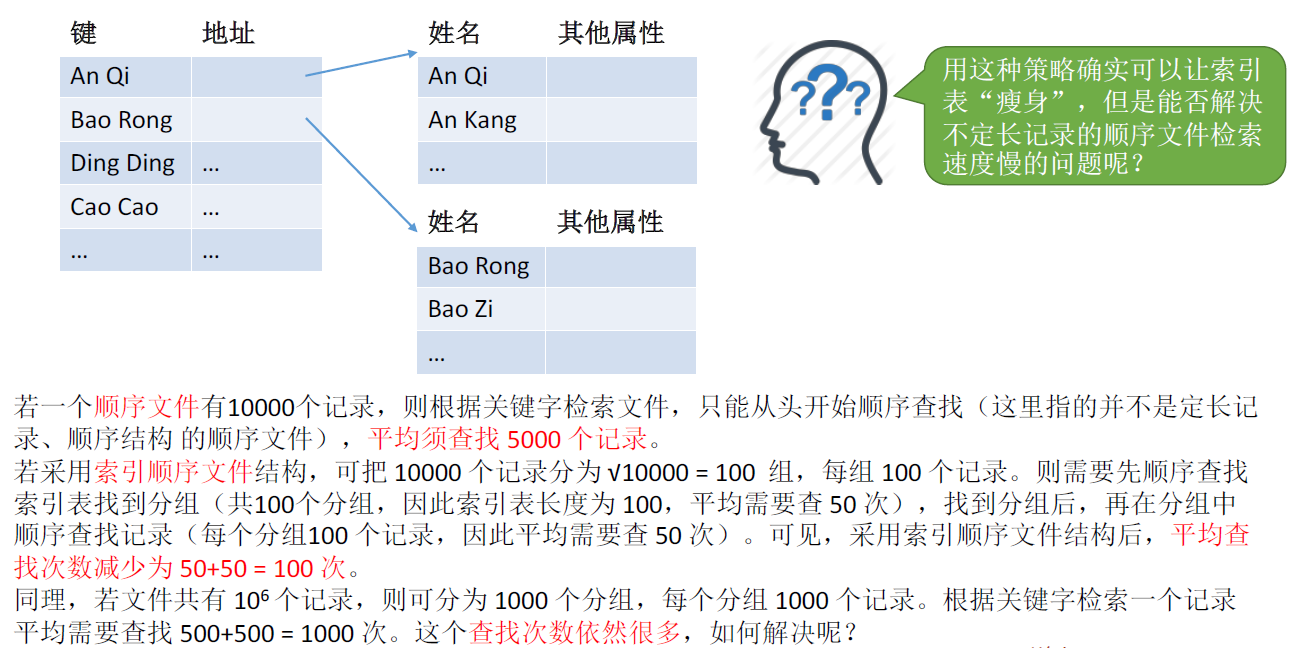 键 地址
An Qi
Bao Rong
Ding Ding ...
Cao Cao ...
... ...
姓名 其他属性
An Qi
An Kang
...
姓名 其他属性
Bao Rong
Bao Zi
...
???
用这种策略确实可以让索引
表“瘦身”，但是能否解决
不定长记录的顺序文件检索
速度慢的问题呢？
若一个顺序文件有10000个记录，则根据关键字检索文件，只能从头开始顺序查找（这里指的并不是定长记
录、顺序结构 的顺序文件），平均须查找 5000 个记录。
若采用索引顺序文件结构，可把 10000 个记录分为 √10000 = 100 组，每组 100 个记录。则需要先顺序查找
索引表找到分组（共100个分组，因此索引表长度为 100，平均需要查 50 次），找到分组后，再在分组中
顺序查找记录（每个分组100 个记录，因此平均需要查 50 次）。可见，采用索引顺序文件结构后，平均查
找次数减少为 50+50 = 100 次。
同理，若文件共有 10⁶ 个记录，则可分为 1000 个分组，每个分组 1000 个记录。根据关键字检索一个记录
平均需要查找 500+500 = 1000 次。这个查找次数依然很多，如何解决呢？